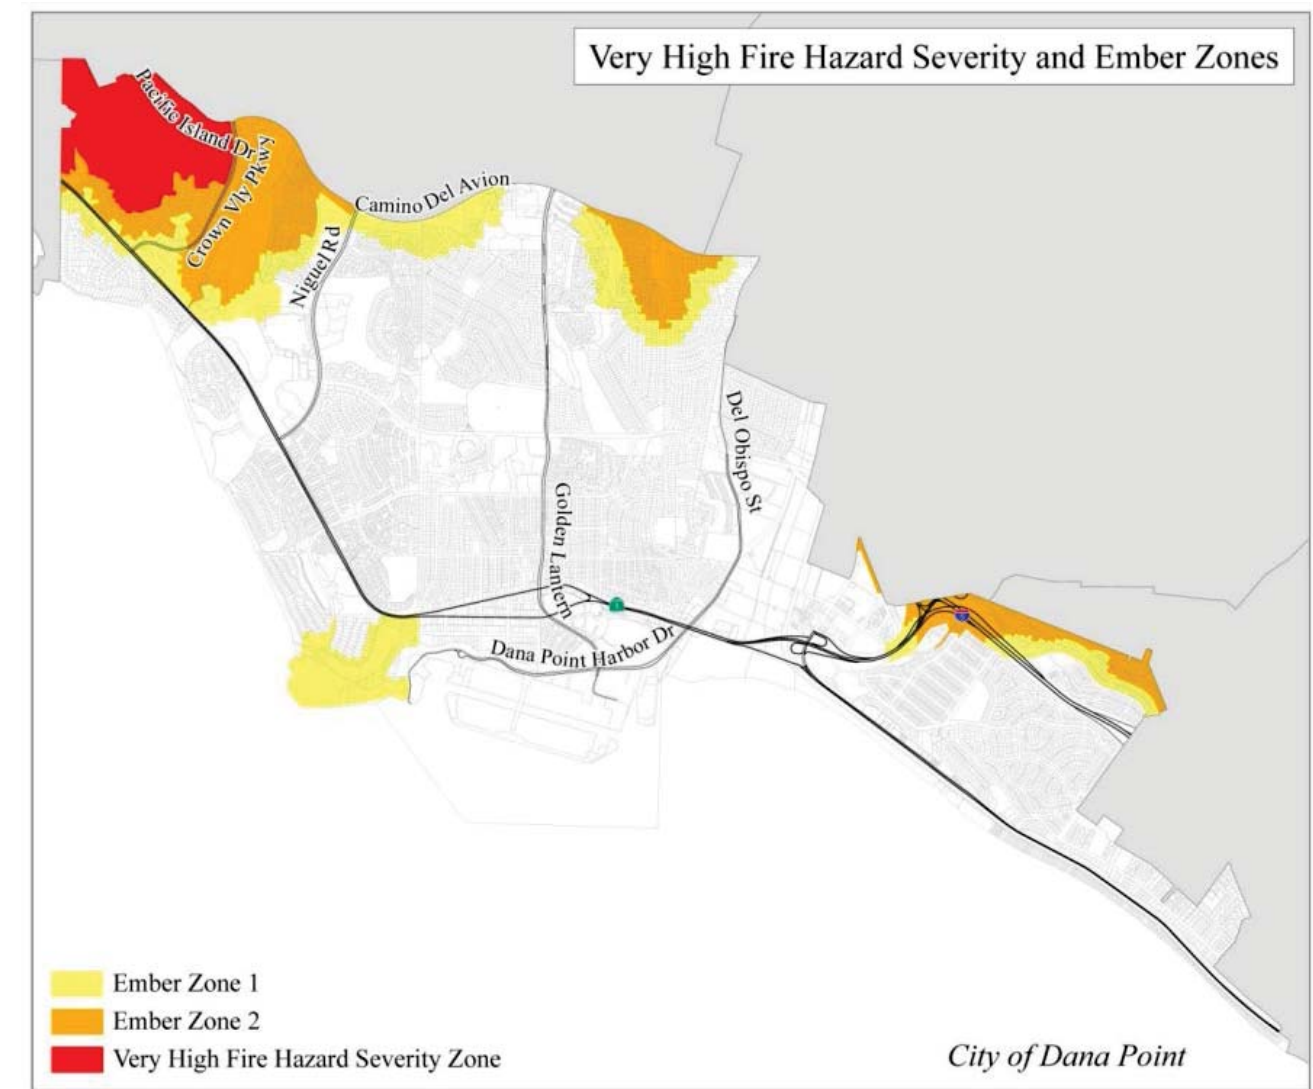 Very High Fire Hazard Severity and Ember Zones
Pacific Island Dr
Crown Vly Pkwy
Camino Del Avion
Niguel Rd
Del Obispo St
Golden Lantern
Dana Point Harbor Dr
Ember Zone 1
Ember Zone 2
Very High Fire Hazard Severity Zone
City of Dana Point